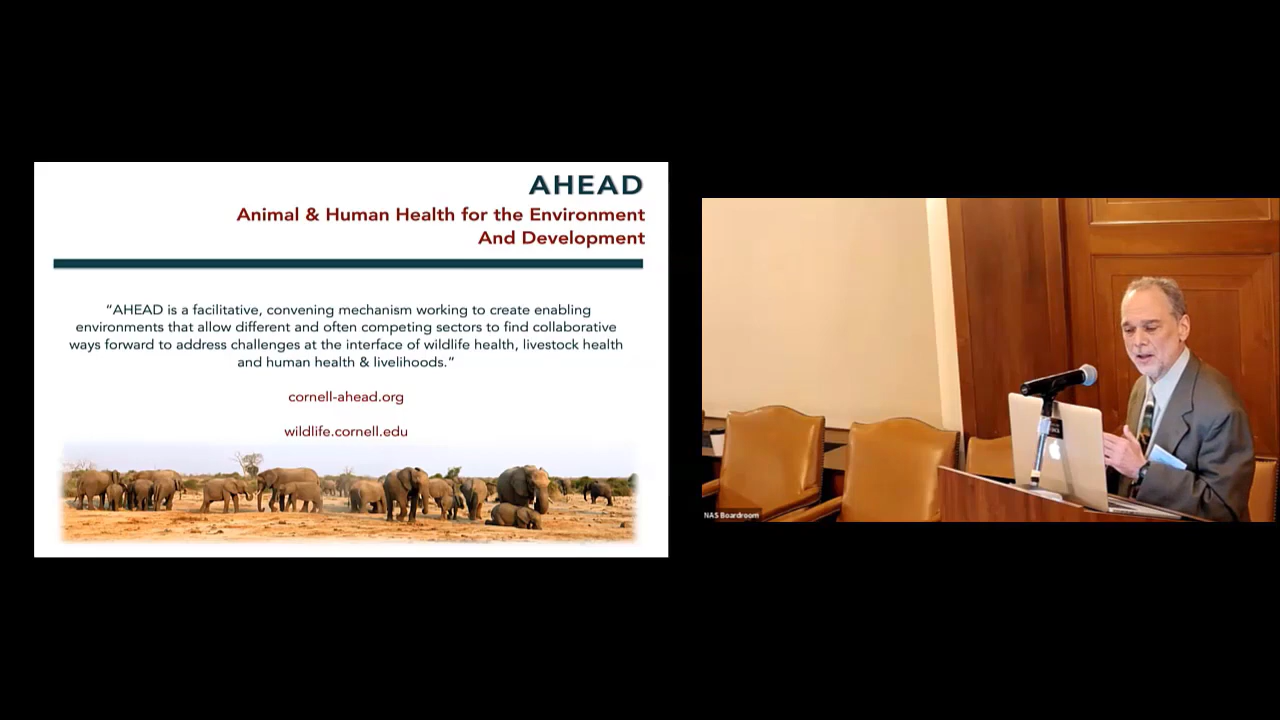 AHEAD
Animal & Human Health for the Environment
And Development
“AHEAD is a facilitative, convening mechanism working to create enabling
environments that allow different and often competing sectors to find collaborative
ways forward to address challenges at the interface of wildlife health, livestock health
and human health & livelihoods.”
cornell-ahead.org
wildlife.cornell.edu
NAS Boardroom